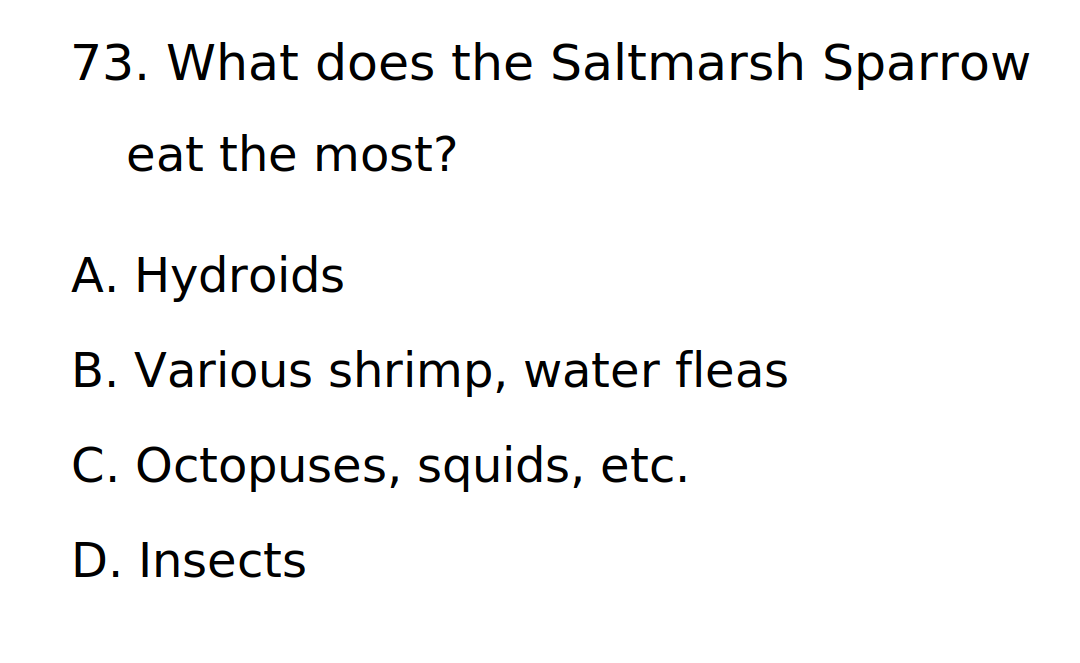 73. What does the Saltmarsh Sparrow
eat the most?
A. Hydroids
B. Various shrimp, water fleas
C. Octopuses, squids, etc.
D. Insects